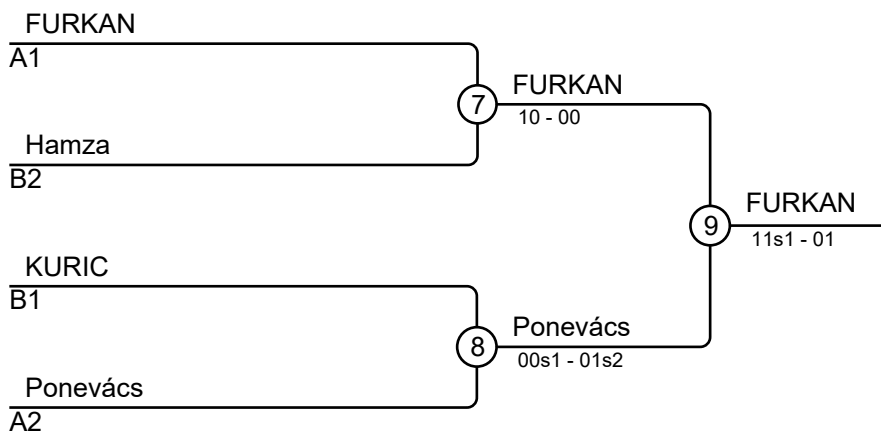 FURKAN
A1
7
FURKAN
10 - 00
Hamza
B2
9
FURKAN
11s1 - 01
KURIC
B1
8
Ponevács
00s1 - 01s2
Ponevács
A2